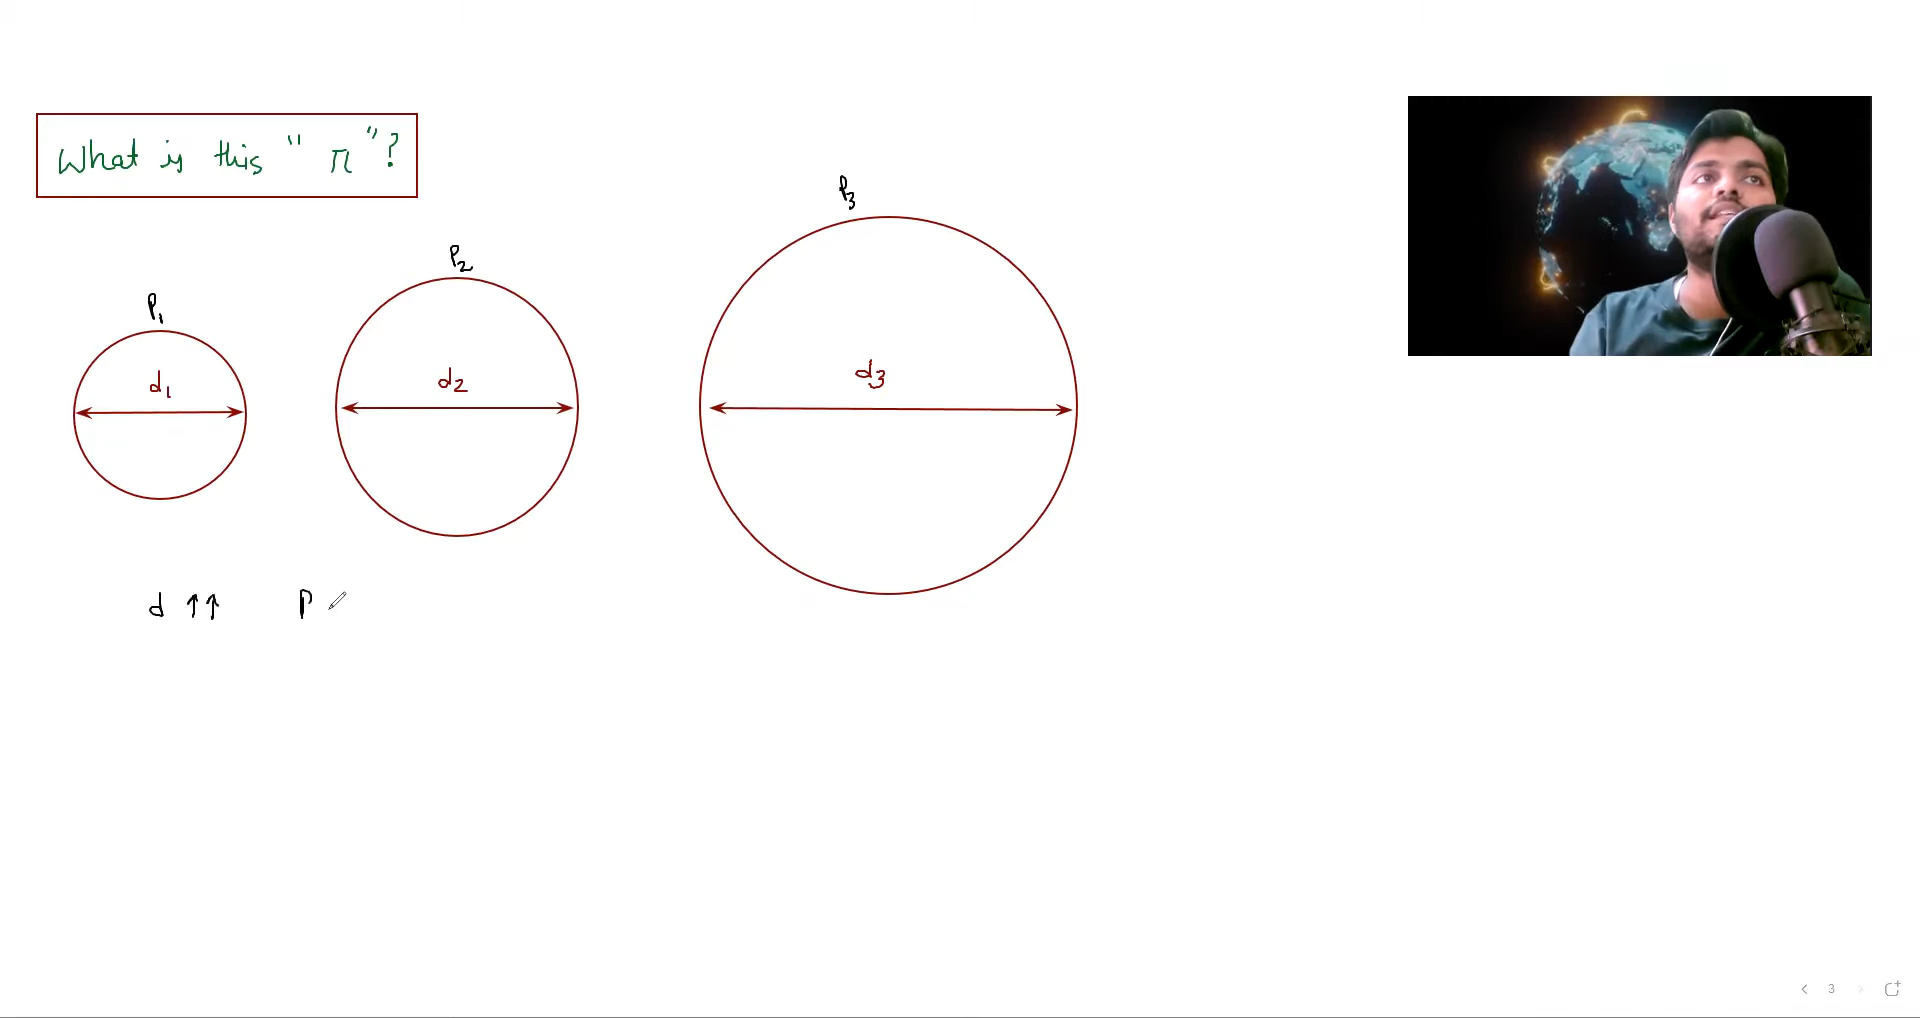 What is this " π "?
P₃
P₂
P₁
d₁
d₂
d₃
d ↑↑ P
3